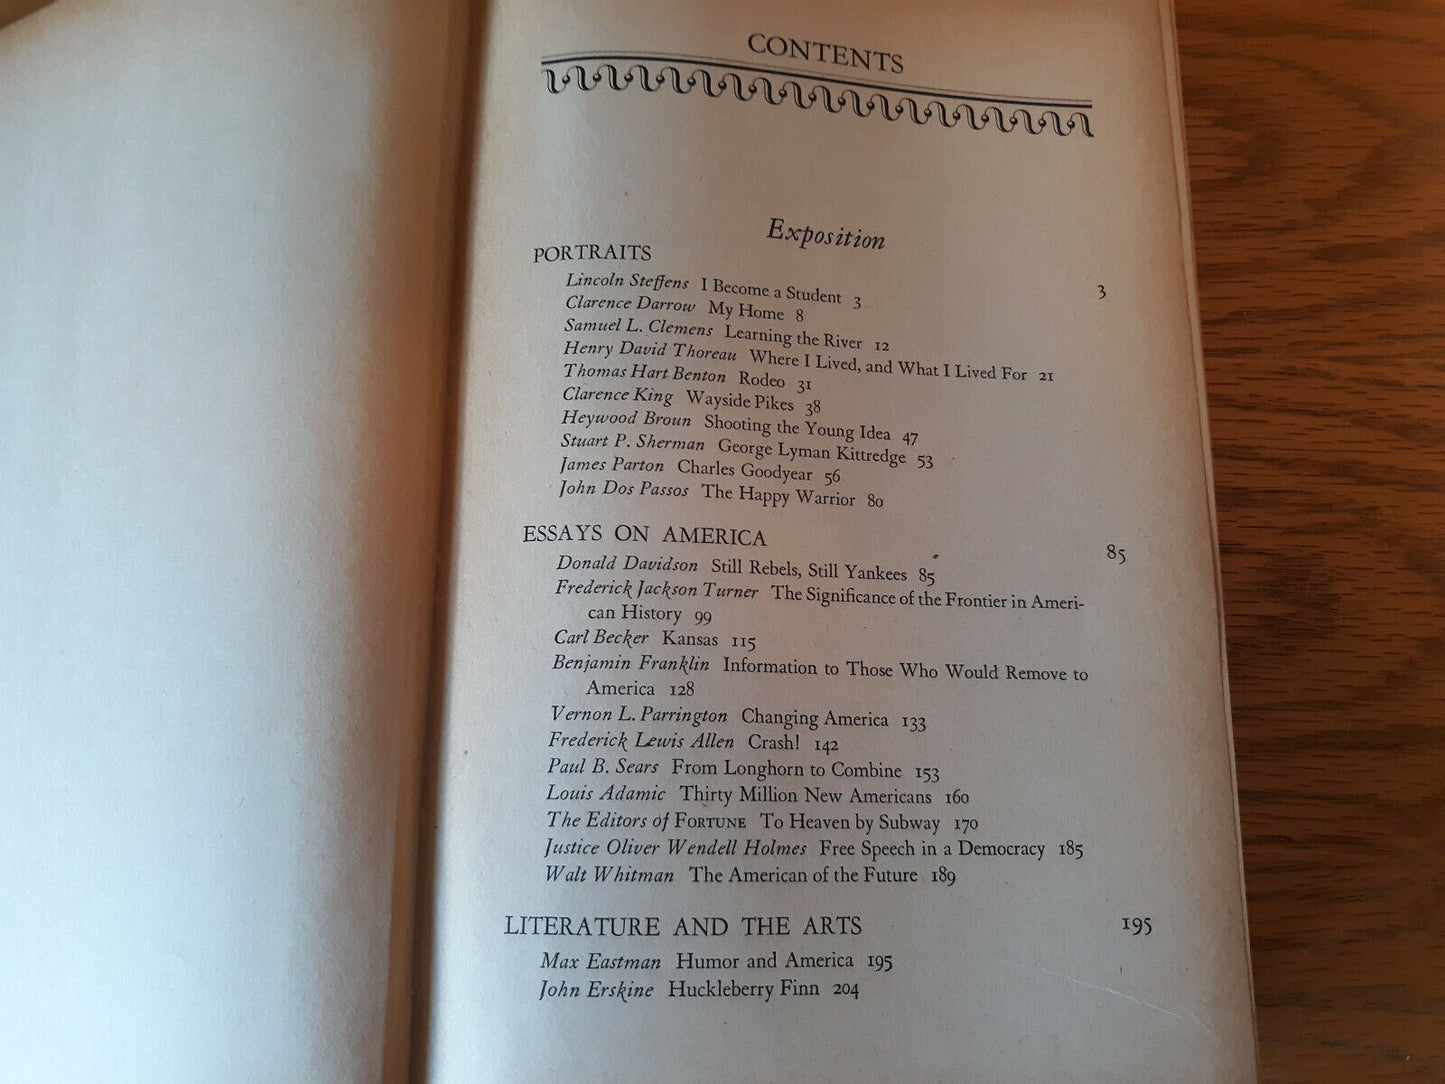 CONTENTS
Exposition
PORTRAITS 3
Lincoln Steffens I Become a Student 3
Clarence Darrow My Home 8
Samuel L. Clemens Learning the River 12
Henry David Thoreau Where I Lived, and What I Lived For 21
Thomas Hart Benton Rodeo 31
Clarence King Wayside Pikes 38
Heywood Broun Shooting the Young Idea 47
Stuart P. Sherman George Lyman Kittredge 53
James Parton Charles Goodyear 56
John Dos Passos The Happy Warrior 80
ESSAYS ON AMERICA 85
Donald Davidson Still Rebels, Still Yankees 85
Frederick Jackson Turner The Significance of the Frontier in Ameri-
can History 99
Carl Becker Kansas 115
Benjamin Franklin Information to Those Who Would Remove to
America 128
Vernon L. Parrington Changing America 133
Frederick Lewis Allen Crash! 142
Paul B. Sears From Longhorn to Combine 153
Louis Adamic Thirty Million New Americans 160
The Editors of FORTUNE To Heaven by Subway 170
Justice Oliver Wendell Holmes Free Speech in a Democracy 185
Walt Whitman The American of the Future 189
LITERATURE AND THE ARTS 195
Max Eastman Humor and America 195
John Erskine Huckleberry Finn 204